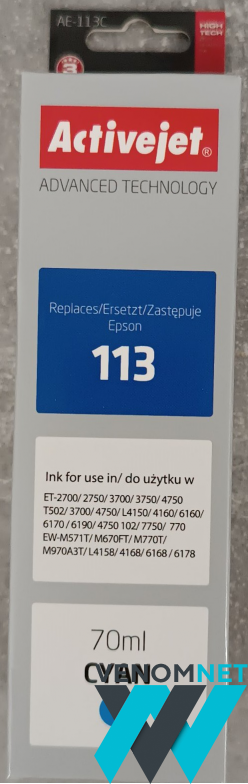 AE-113C
HIGH
TECH
3
Activejet®
ADVANCED TECHNOLOGY
Replaces/Ersetzt/Zastępuje
Epson
113
Ink for use in/ do użytku w
ET-2700/ 2750/ 3700/ 3750/ 4750
T502/ 3700/ 4750/ L4150/ 4160/ 6160/
6170 / 6190/ 4750 102/ 7750/ 770
EW-M571T/ M670FT/ M770T/
M970A3T/ L4158/ 4168/ 6168 / 6178
70ml
CYAN
VENOMNET